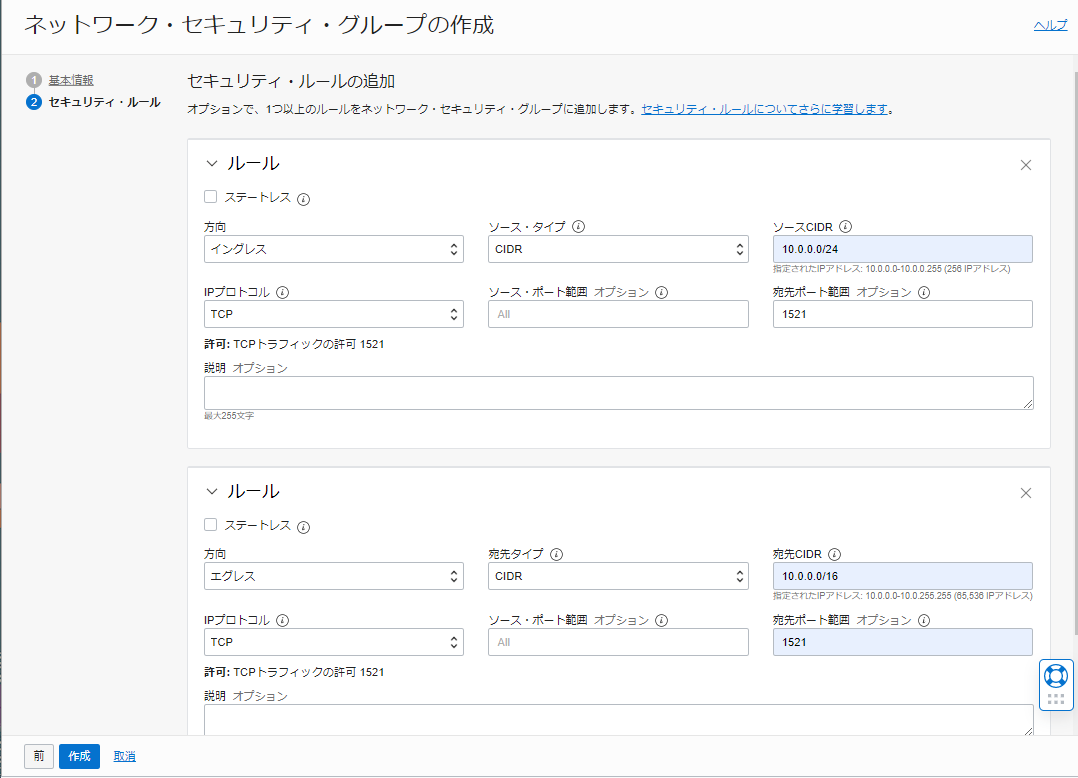 ネットワーク・セキュリティ・グループの作成
ヘルプ
1 基本情報
2 セキュリティ・ルール
セキュリティ・ルールの追加
オプションで、1つ以上のルールをネットワーク・セキュリティ・グループに追加します。セキュリティ・ルールについてさらに学習します。
ルール
ステートレス
方向 ソース・タイプ ソースCIDR
イングレス CIDR 10.0.0.0/24
指定されたIPアドレス: 10.0.0.0-10.0.0.255 (256 IPアドレス)
IPプロトコル ソース・ポート範囲 オプション 宛先ポート範囲 オプション
TCP All 1521
許可: TCPトラフィックの許可 1521
説明 オプション
最大255文字
ルール
ステートレス
方向 宛先タイプ 宛先CIDR
エグレス CIDR 10.0.0.0/16
指定されたIPアドレス: 10.0.0.0-10.0.255.255 (65,536 IPアドレス)
IPプロトコル ソース・ポート範囲 オプション 宛先ポート範囲 オプション
TCP All 1521
許可: TCPトラフィックの許可 1521
説明 オプション
前 作成 取消